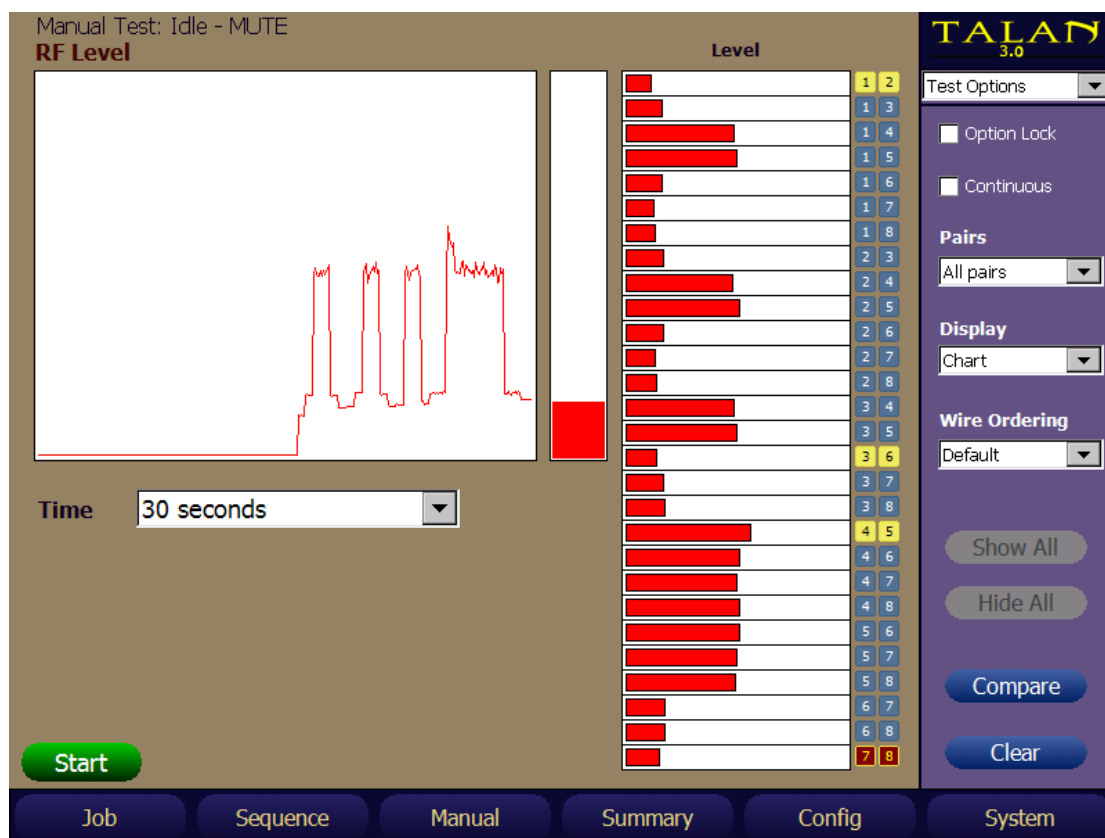 Manual Test: Idle - MUTE
RF Level
Level
TALAN
3.0
1 2
1 3
1 4
1 5
1 6
1 7
1 8
2 3
2 4
2 5
2 6
2 7
2 8
3 4
3 5
3 6
3 7
3 8
4 5
4 6
4 7
4 8
5 6
5 7
5 8
6 7
6 8
7 8
Time
30 seconds
Start
Test Options
Option Lock
Continuous
Pairs
All pairs
Display
Chart
Wire Ordering
Default
Show All
Hide All
Compare
Clear
Job
Sequence
Manual
Summary
Config
System